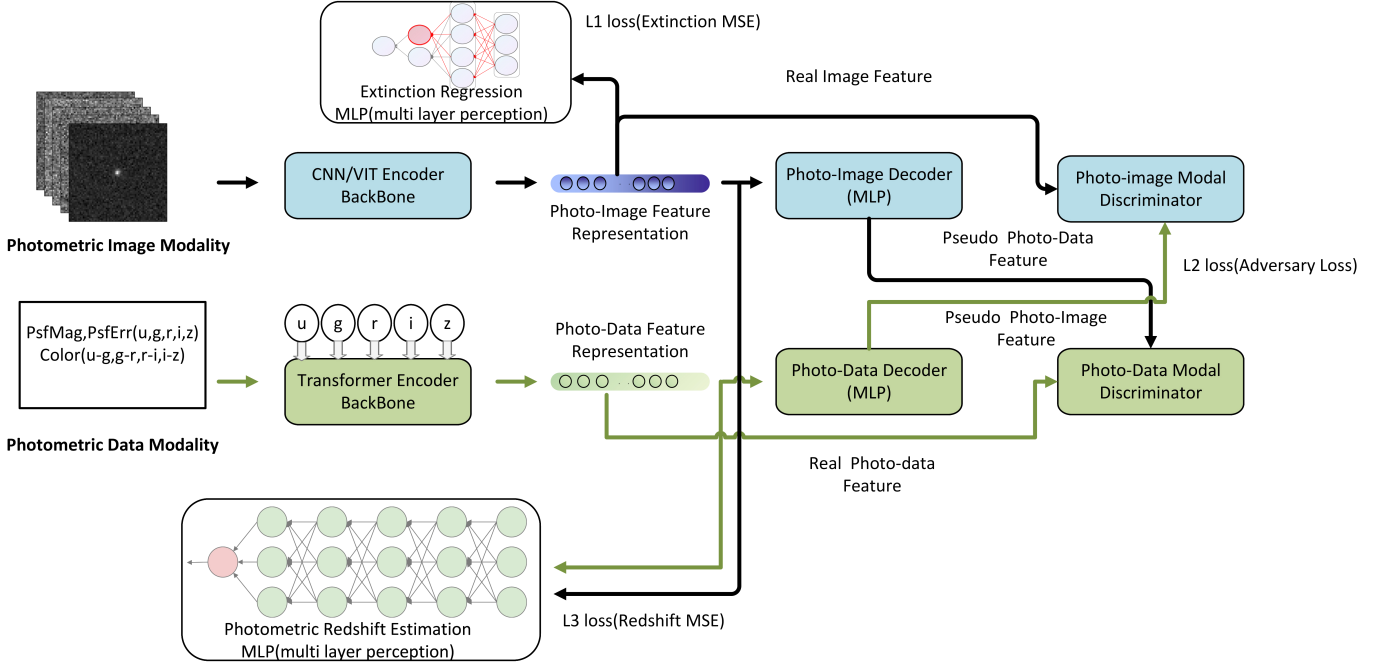 L1 loss(Extinction MSE)
Extinction Regression
MLP(multi layer perception)
Real Image Feature
CNN/VIT Encoder
BackBone
Photo-Image Feature
Representation
Photo-Image Decoder
(MLP)
Photo-image Modal
Discriminator
Photometric Image Modality
Pseudo Photo-Data
Feature
L2 loss(Adversary Loss)
PsfMag,PsfErr(u,g,r,i,z)
Color(u-g,g-r,r-i,i-z)
u g r i z
Transformer Encoder
BackBone
Photo-Data Feature
Representation
Pseudo Photo-Image
Feature
Photo-Data Decoder
(MLP)
Photo-Data Modal
Discriminator
Photometric Data Modality
Real Photo-data
Feature
Photometric Redshift Estimation
MLP(multi layer perception)
L3 loss(Redshift MSE)